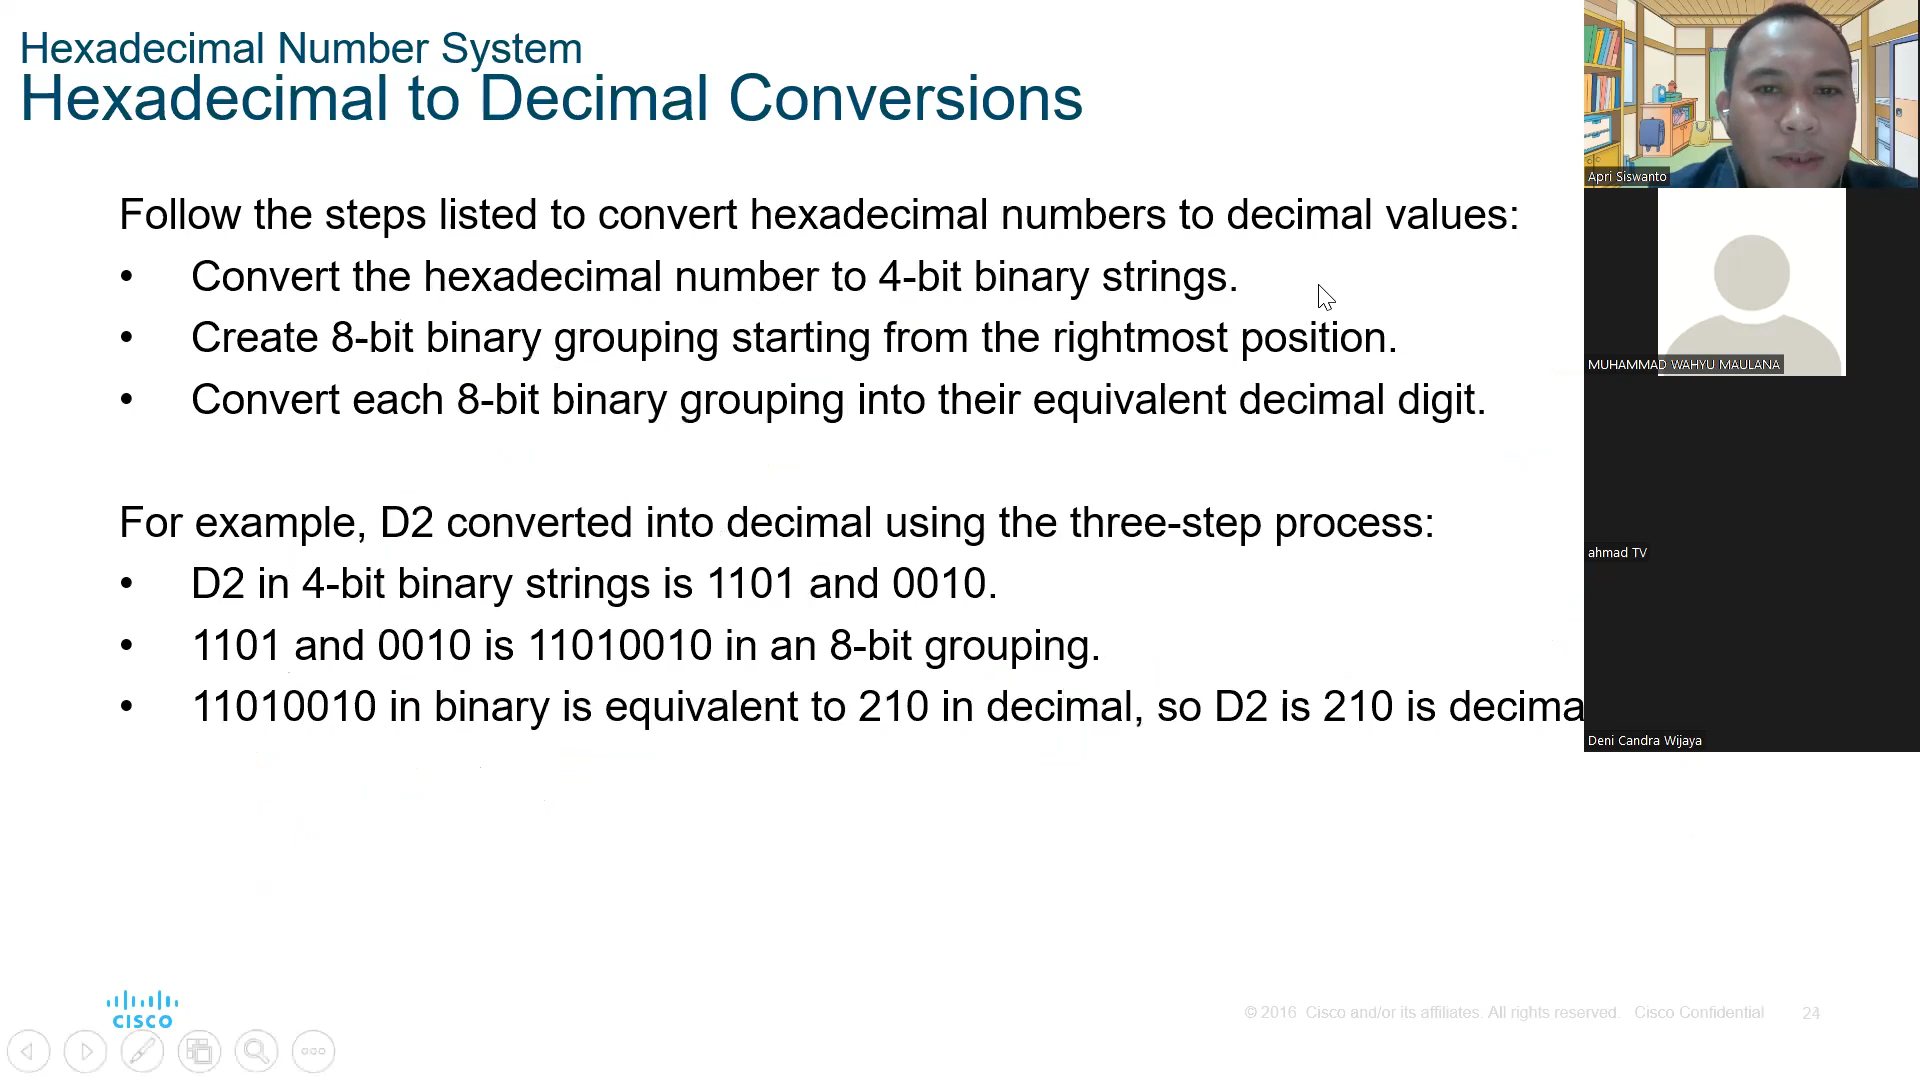 Hexadecimal Number System
Hexadecimal to Decimal Conversions
Follow the steps listed to convert hexadecimal numbers to decimal values:
• Convert the hexadecimal number to 4-bit binary strings.
• Create 8-bit binary grouping starting from the rightmost position.
• Convert each 8-bit binary grouping into their equivalent decimal digit.
For example, D2 converted into decimal using the three-step process:
• D2 in 4-bit binary strings is 1101 and 0010.
• 1101 and 0010 is 11010010 in an 8-bit grouping.
• 11010010 in binary is equivalent to 210 in decimal, so D2 is 210 is decima
Apri Siswanto
MUHAMMAD WAHYU MAULANA
ahmad TV
Deni Candra Wijaya
CISCO
© 2016 Cisco and/or its affiliates. All rights reserved. Cisco Confidential 24